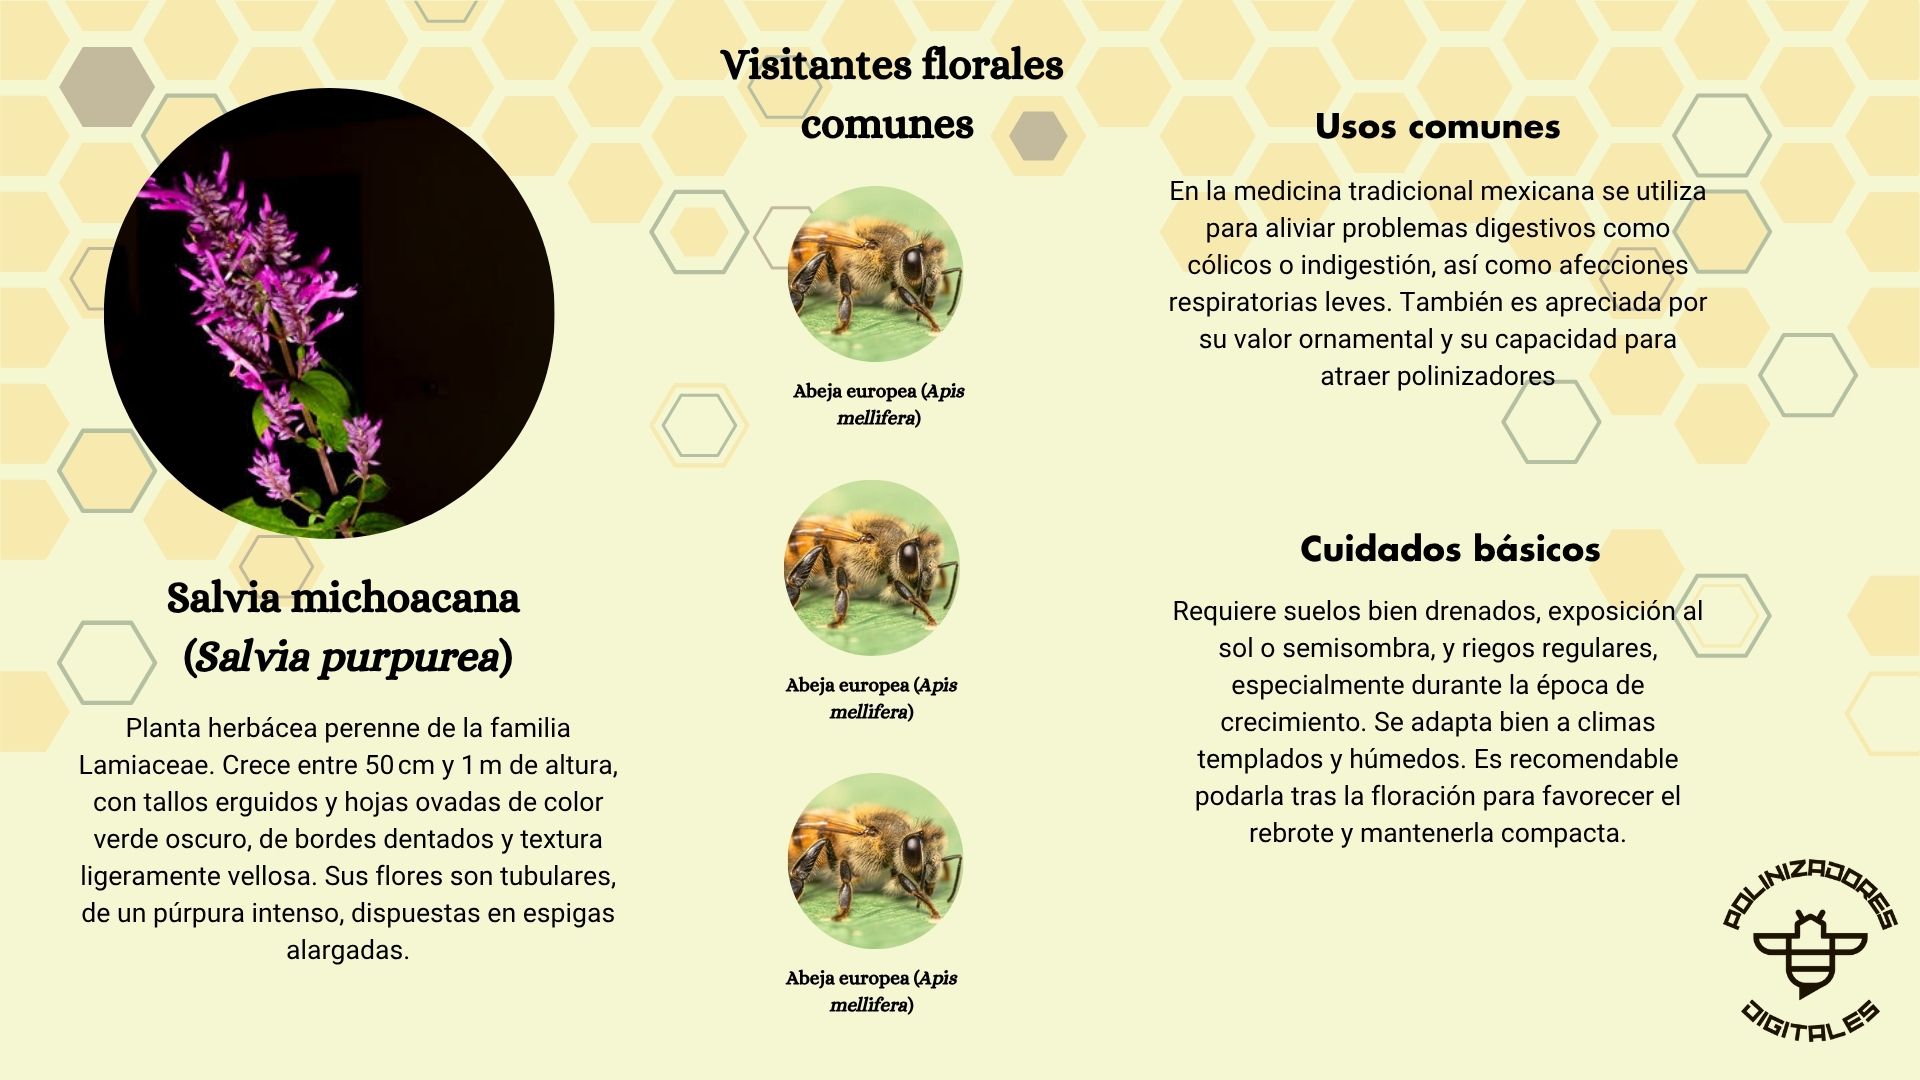 Salvia michoacana
(Salvia purpurea)
Planta herbácea perenne de la familia
Lamiaceae. Crece entre 50 cm y 1 m de altura,
con tallos erguidos y hojas ovadas de color
verde oscuro, de bordes dentados y textura
ligeramente vellosa. Sus flores son tubulares,
de un púrpura intenso, dispuestas en espigas
alargadas.
Visitantes florales
comunes
Abeja europea (Apis
mellifera)
Abeja europea (Apis
mellifera)
Abeja europea (Apis
mellifera)
Usos comunes
En la medicina tradicional mexicana se utiliza
para aliviar problemas digestivos como
cólicos o indigestión, así como afecciones
respiratorias leves. También es apreciada por
su valor ornamental y su capacidad para
atraer polinizadores
Cuidados básicos
Requiere suelos bien drenados, exposición al
sol o semisombra, y riegos regulares,
especialmente durante la época de
crecimiento. Se adapta bien a climas
templados y húmedos. Es recomendable
podarla tras la floración para favorecer el
rebrote y mantenerla compacta.
POLINIZADORES
DIGITALES